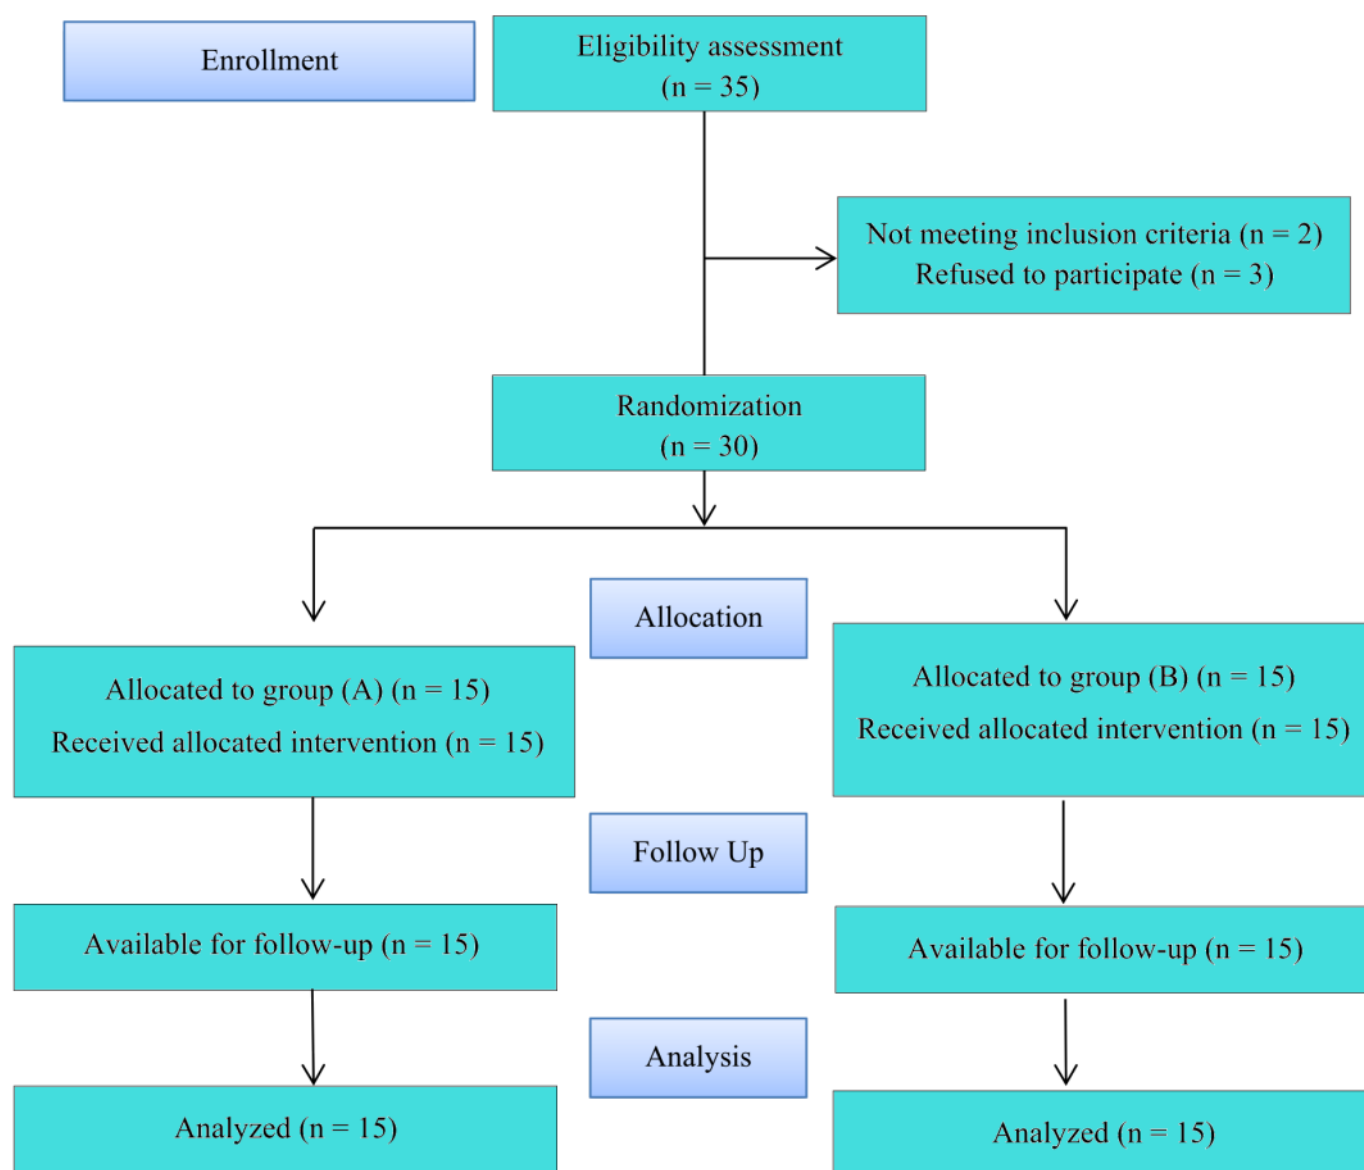 Enrollment
Eligibility assessment
(n = 35)
Not meeting inclusion criteria (n = 2)
Refused to participate (n = 3)
Randomization
(n = 30)
Allocation
Allocated to group (A) (n = 15)
Received allocated intervention (n = 15)
Allocated to group (B) (n = 15)
Received allocated intervention (n = 15)
Follow Up
Available for follow-up (n = 15)
Available for follow-up (n = 15)
Analysis
Analyzed (n = 15)
Analyzed (n = 15)